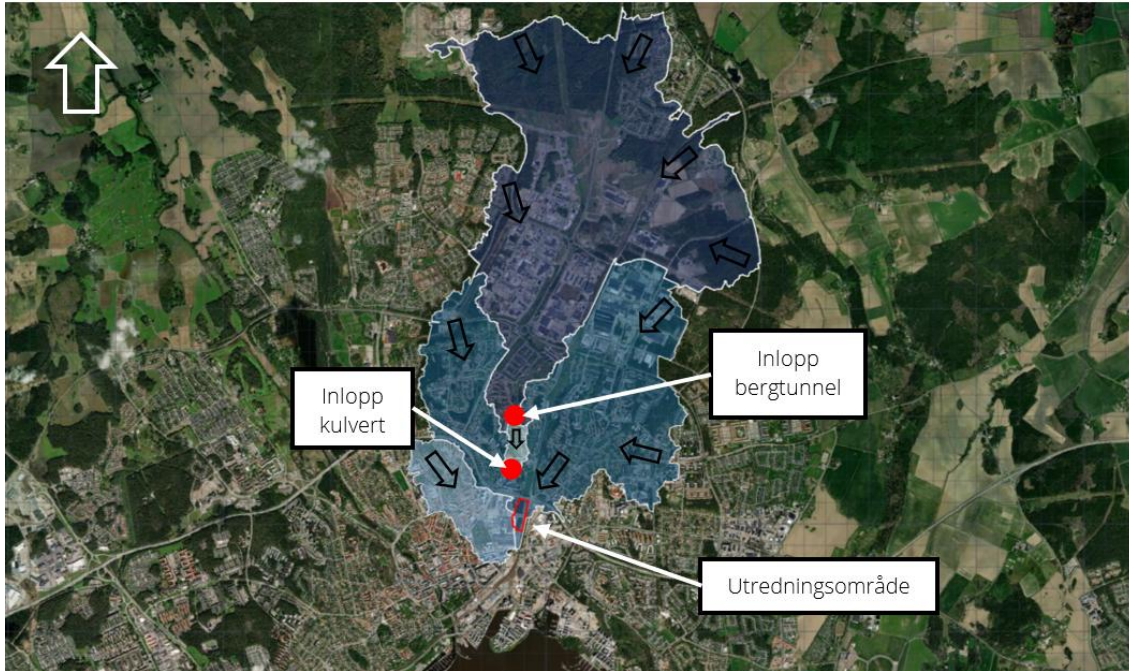 Inlopp
bergtunnel
Inlopp
kulvert
Utredningsområde